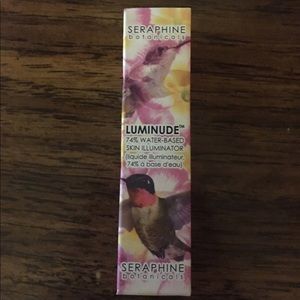 SERAPHINE
botanicals
LUMINUDE™
74% WATER-BASED
SKIN ILLUMINATOR
(liquide illuminateur,
74% à base d'eau)
SERAPHINE
botanicals